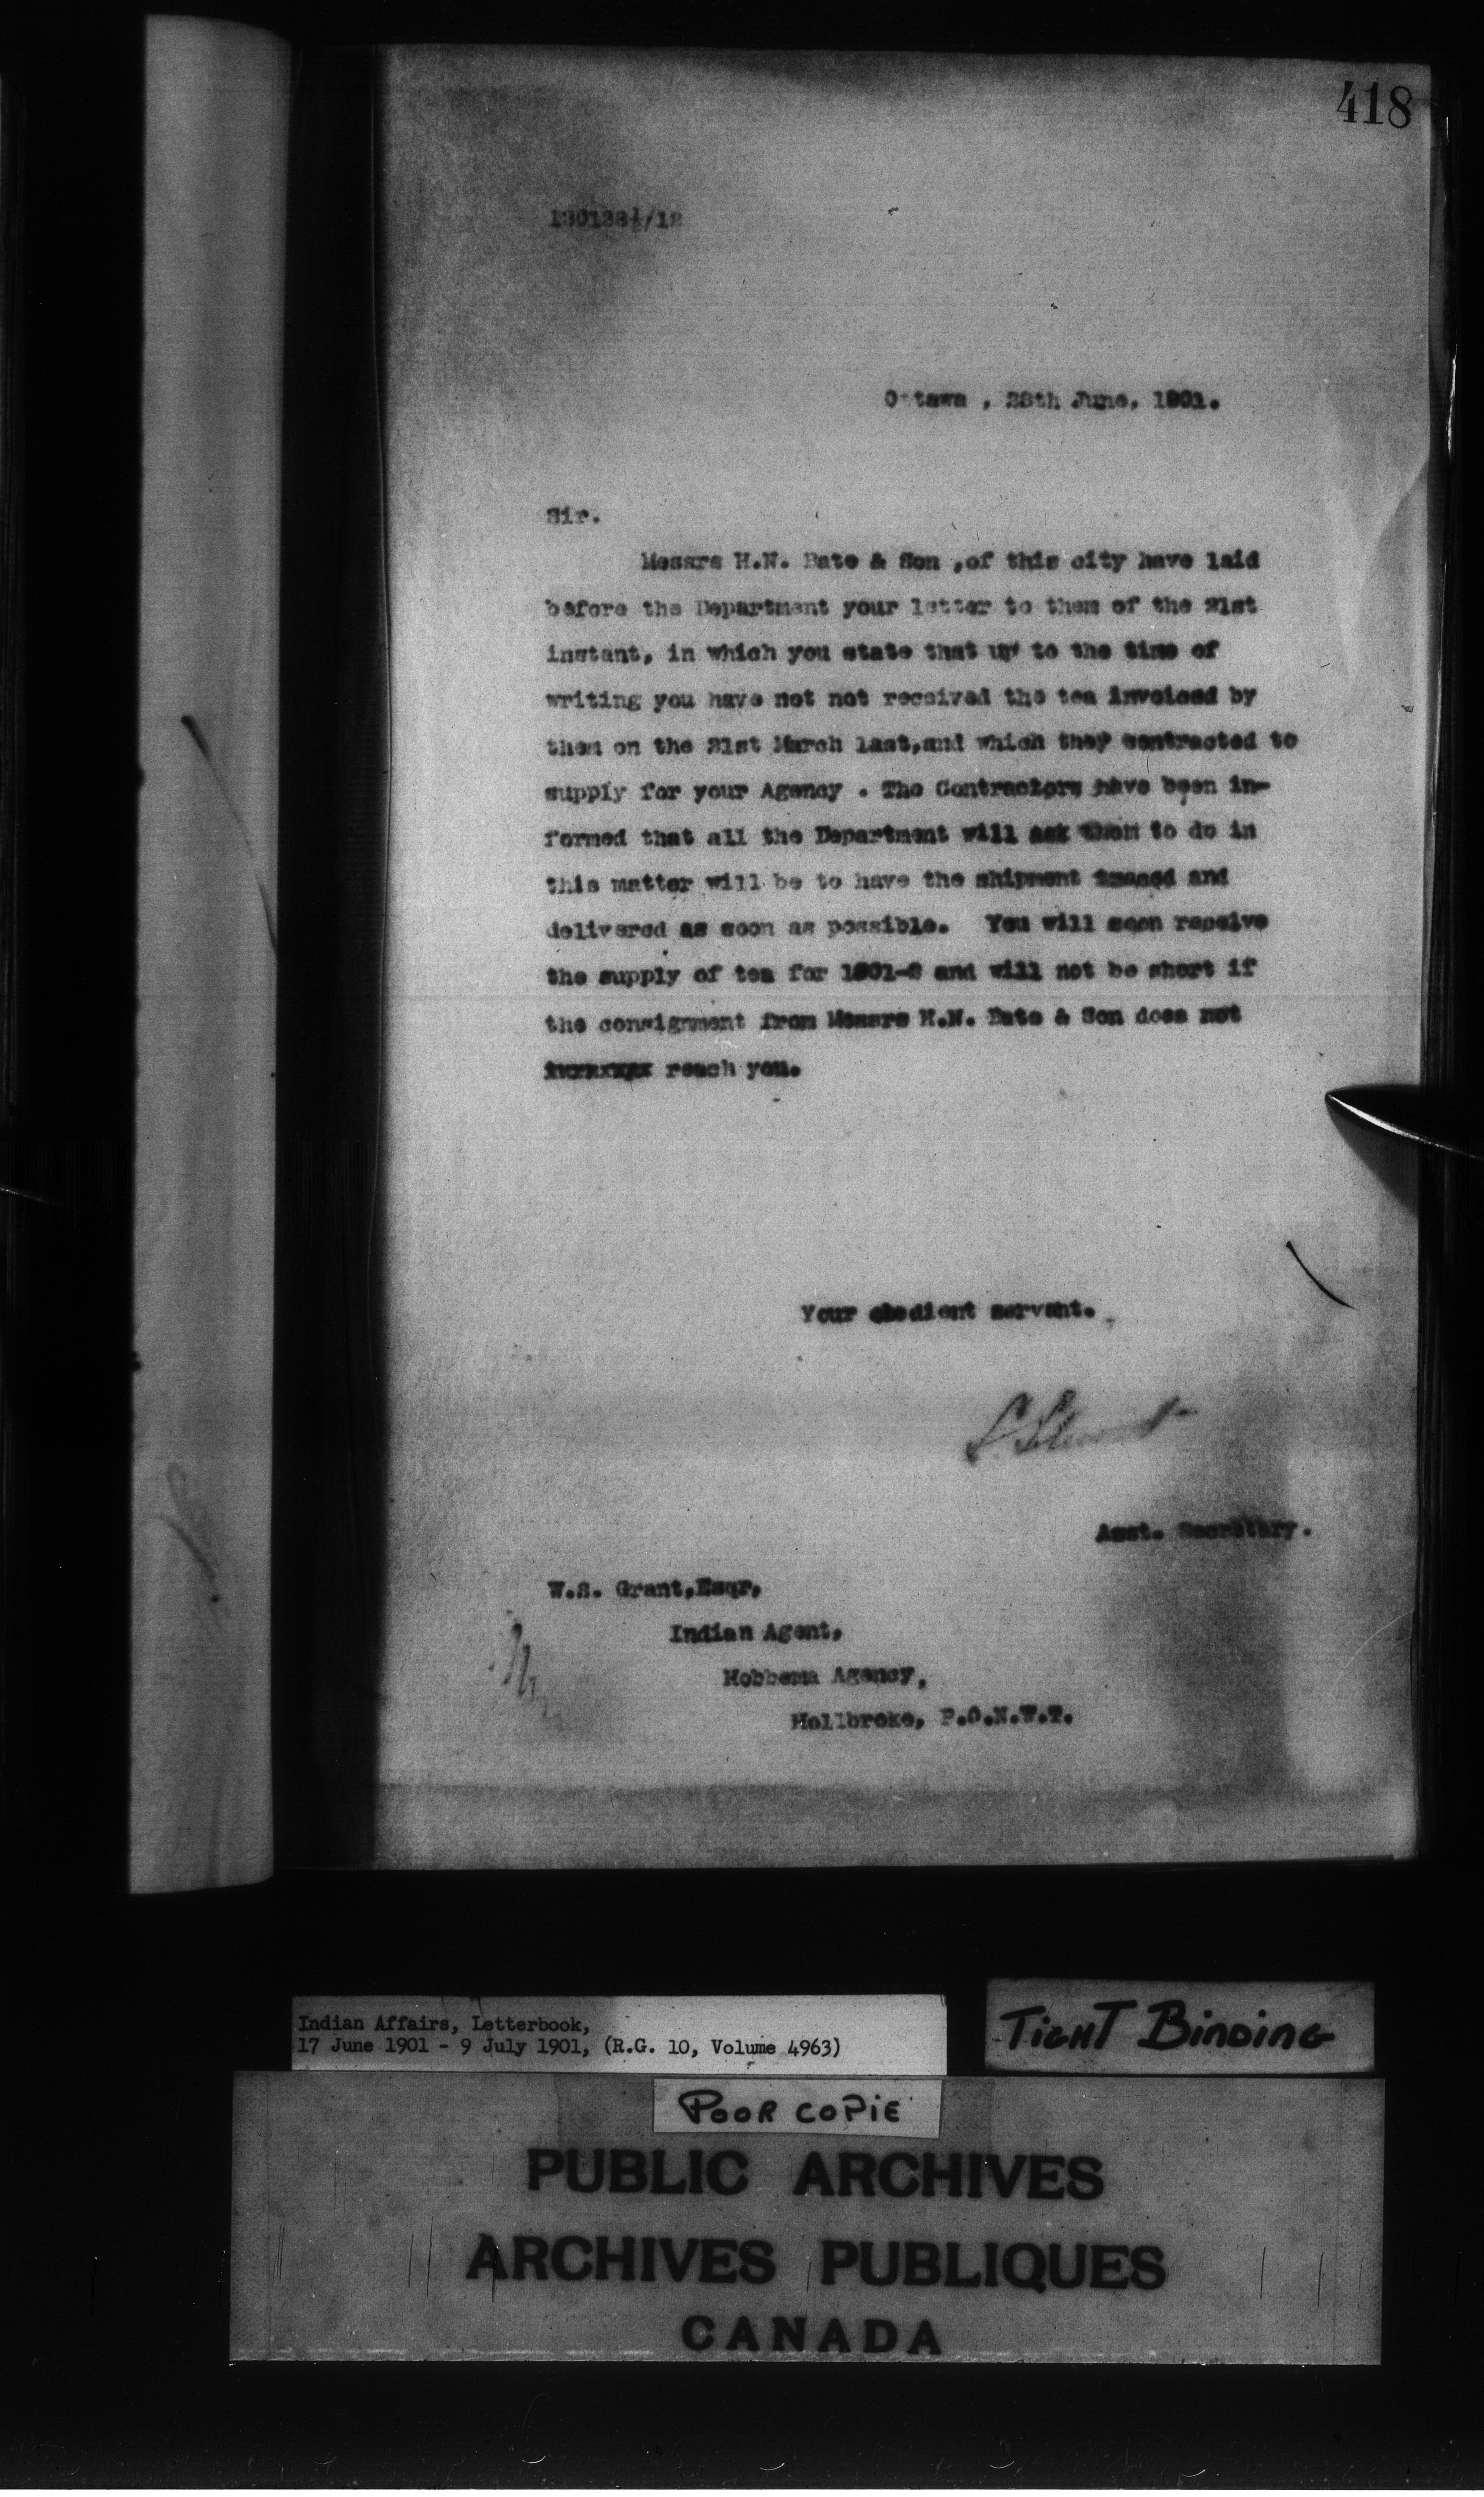 418
130138½/12
Ottawa , 28th June, 1901.
Sir.
Messrs H.N. Bate & Son ,of this city have laid
before the Department your letter to them of the 21st
instant, in which you state that up to the time of
writing you have not not received the tea invoiced by
them on the 21st March last,and which they contracted to
supply for your Agency . The Contractors have been in-
formed that all the Department will ask them to do in
this matter will be to have the shipment traced and
delivered as soon as possible. You will soon receive
the supply of tea for 1901-2 and will not be short if
the consignment from Messrs H.N. Bate & Son does not
reach you.
Your obedient servant.
S. Stewart
Asst. Secretary.
W.S. Grant,Esqr,
Indian Agent,
Hobbema Agency,
Hollbroke, P.O.N.W.T.
Indian Affairs, Letterbook,
17 June 1901 - 9 July 1901, (R.G. 10, Volume 4963)
TIGHT BINDING
POOR COPIE
PUBLIC ARCHIVES
ARCHIVES PUBLIQUES
CANADA